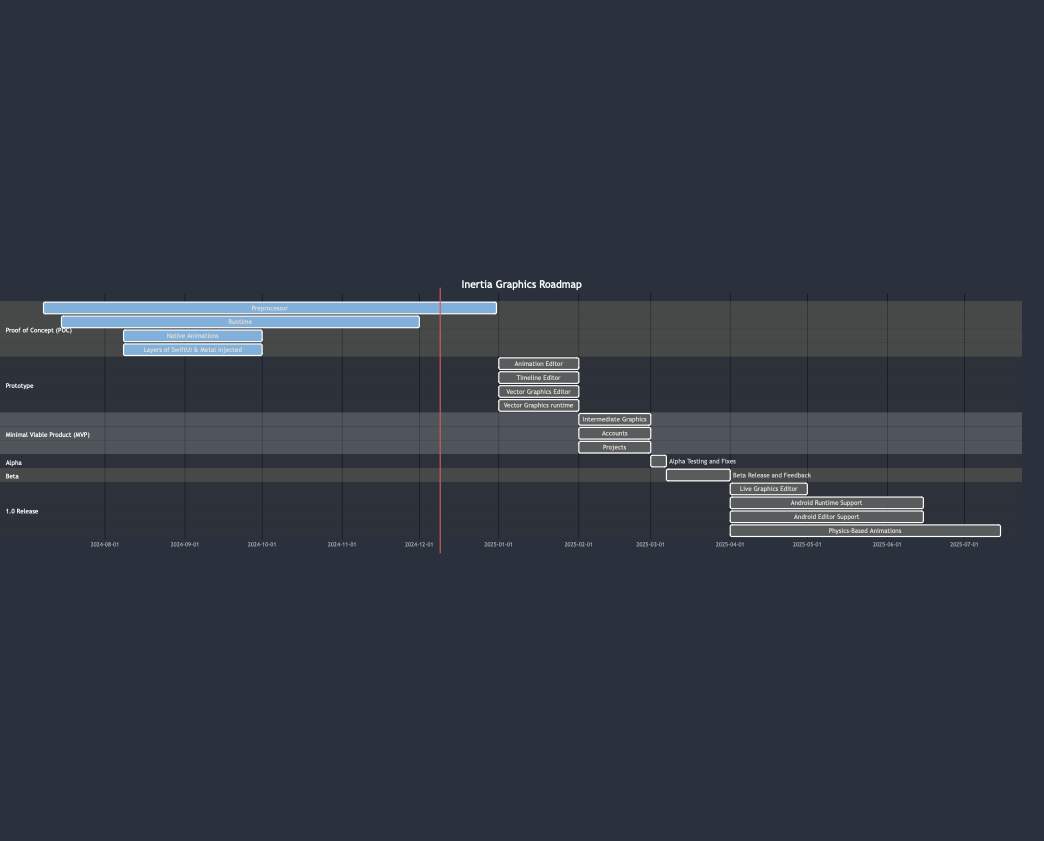 Inertia Graphics Roadmap
Proof of Concept (POC)
Preprocessor
Runtime
Native Animations
Layers of SwiftUI & Metal injected
Prototype
Animation Editor
Timeline Editor
Vector Graphics Editor
Vector Graphics runtime
Minimal Viable Product (MVP)
Intermediate Graphics
Accounts
Projects
Alpha
Alpha Testing and Fixes
Beta
Beta Release and Feedback
1.0 Release
Live Graphics Editor
Android Runtime Support
Android Editor Support
Physics-Based Animations
2024-08-01 2024-09-01 2024-10-01 2024-11-01 2024-12-01 2025-01-01 2025-02-01 2025-03-01 2025-04-01 2025-05-01 2025-06-01 2025-07-01